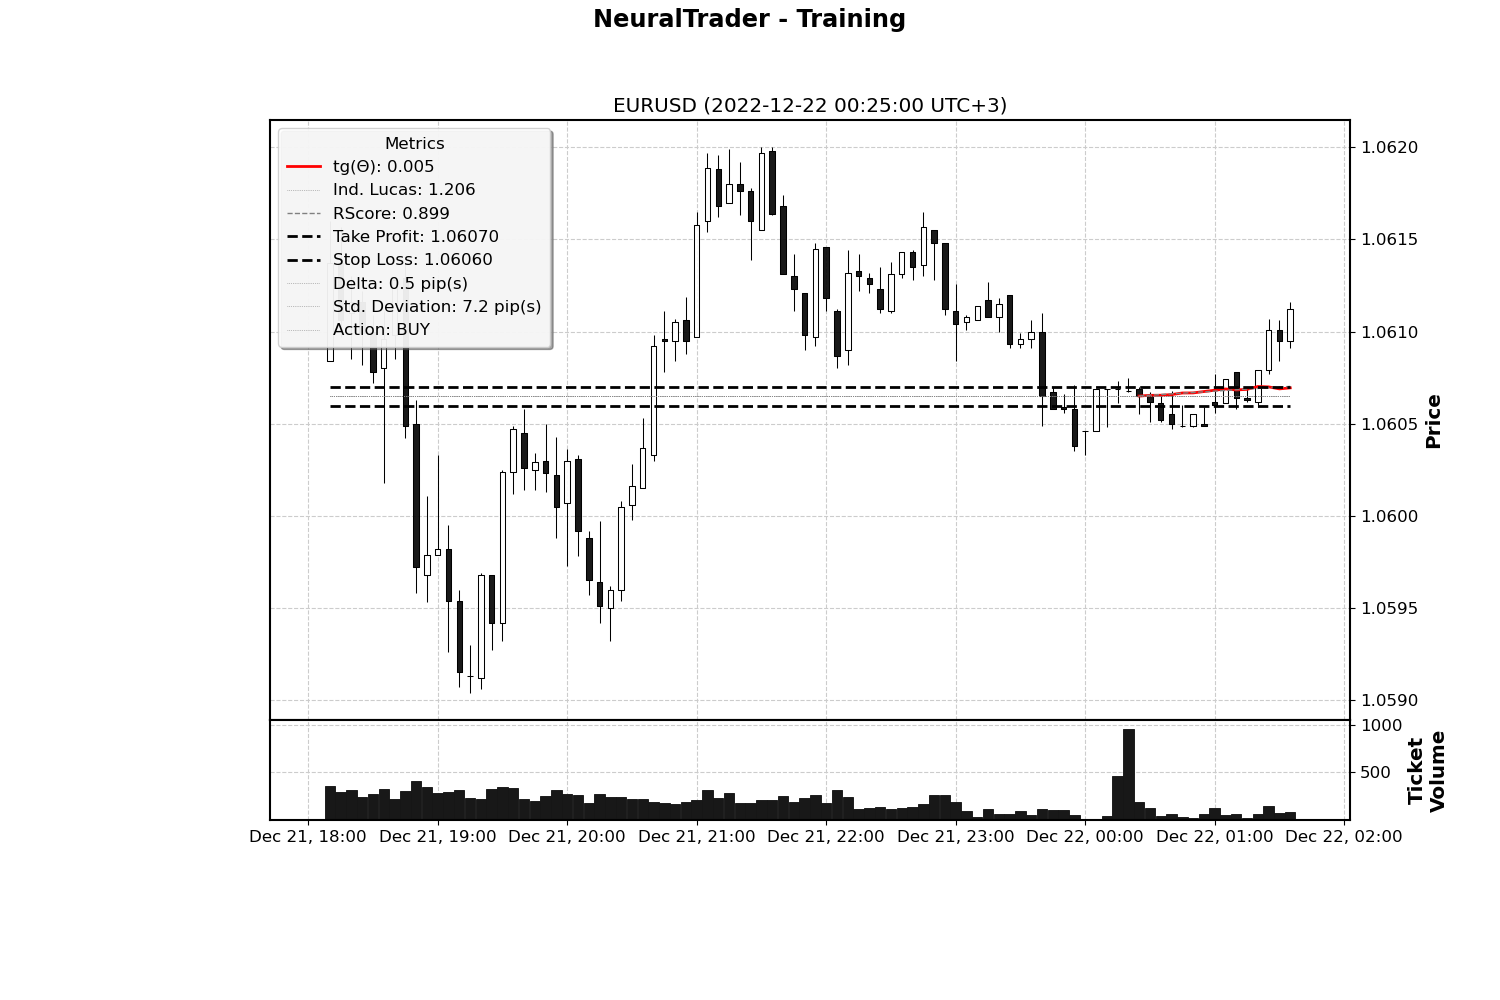 NeuralTrader - Training
EURUSD (2022-12-22 00:25:00 UTC+3)
Metrics
tg(Θ): 0.005
Ind. Lucas: 1.206
RScore: 0.899
Take Profit: 1.06070
Stop Loss: 1.06060
Delta: 0.5 pip(s)
Std. Deviation: 7.2 pip(s)
Action: BUY
1.0620
1.0615
1.0610
1.0605
1.0600
1.0595
1.0590
Price
1000
500
Ticket
Volume
Dec 21, 18:00 Dec 21, 19:00 Dec 21, 20:00 Dec 21, 21:00 Dec 21, 22:00 Dec 21, 23:00 Dec 22, 00:00 Dec 22, 01:00 Dec 22, 02:00